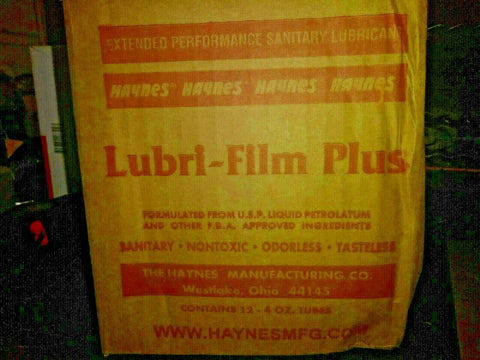 EXTENDED PERFORMANCE SANITARY LUBRICANT
HAYNES® HAYNES HAYNES HAYNES
Lubri-Film Plus
FORMULATED FROM U.S.P. LIQUID PETROLATUM
AND OTHER F.D.A. APPROVED INGREDIENTS
SANITARY • NONTOXIC • ODORLESS • TASTELESS
THE HAYNES MANUFACTURING CO.
Westlake, Ohio 44145
CONTAINS 12 - 4 OZ. TUBES
WWW.HAYNESMFG.COM